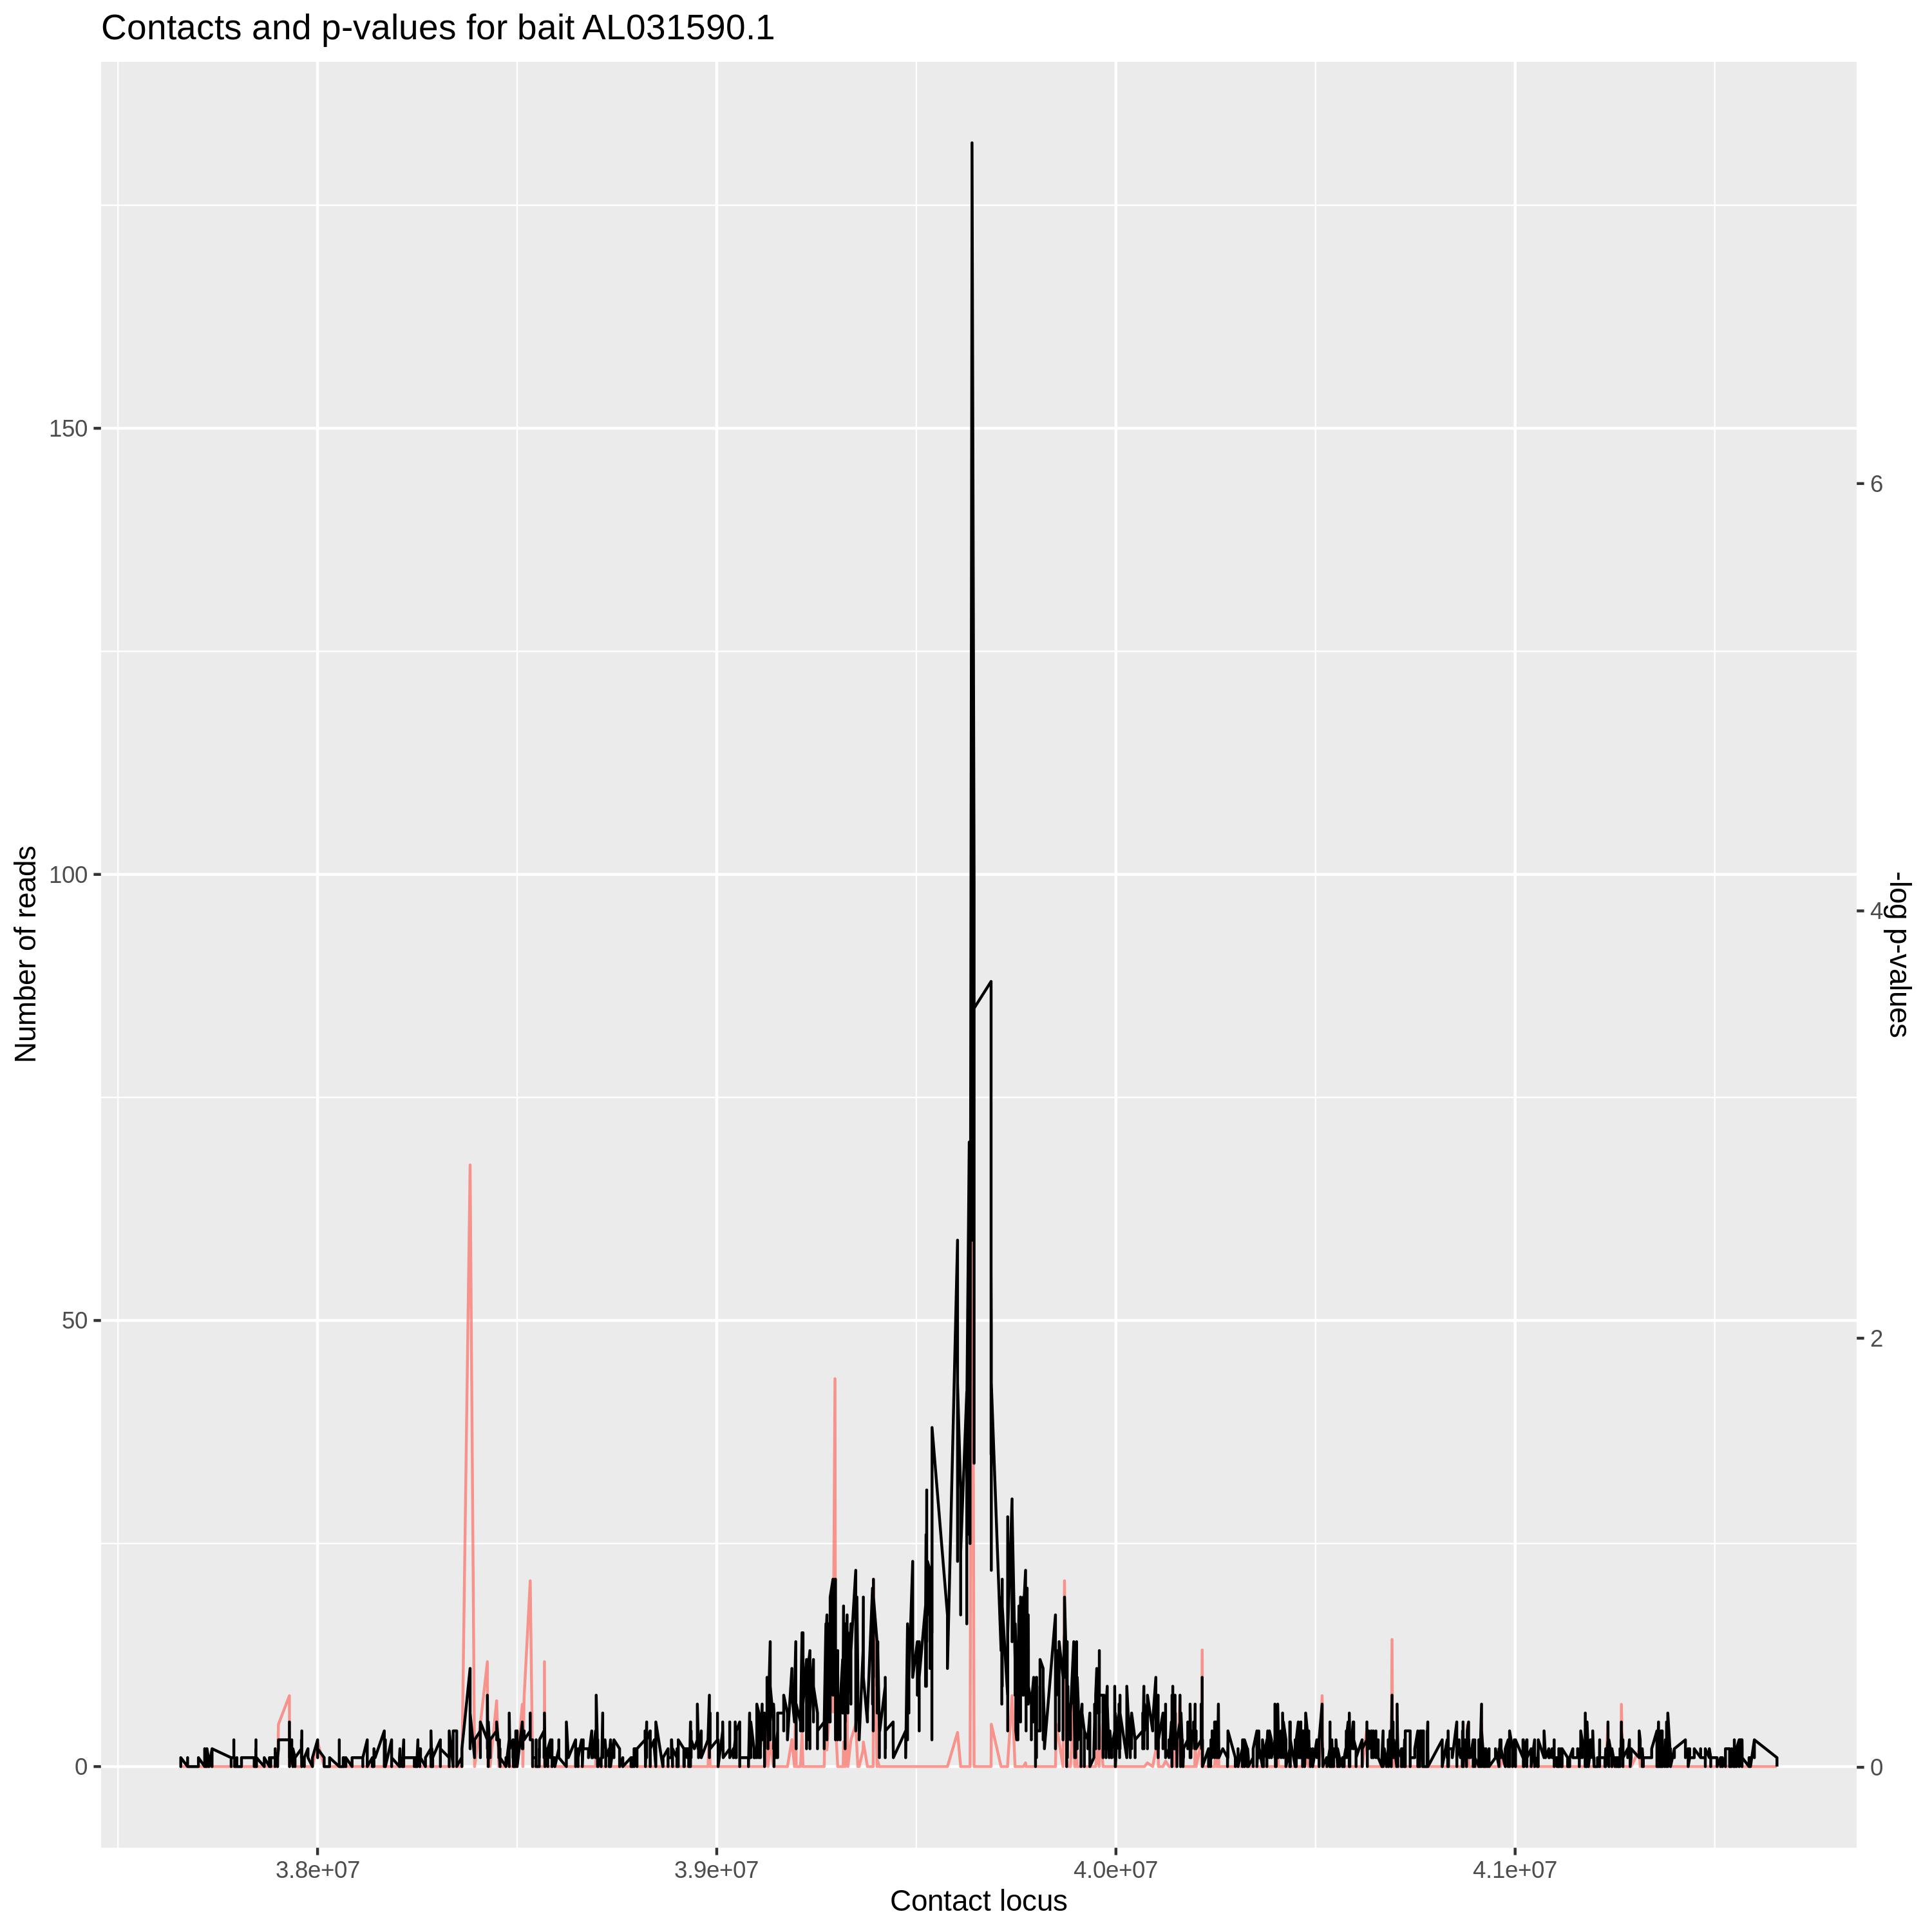 Contacts and p-values for bait AL031590.1
150
100
50
0
Number of reads
6
4
2
0
-log p-values
3.8e+07 3.9e+07 4.0e+07 4.1e+07
Contact locus